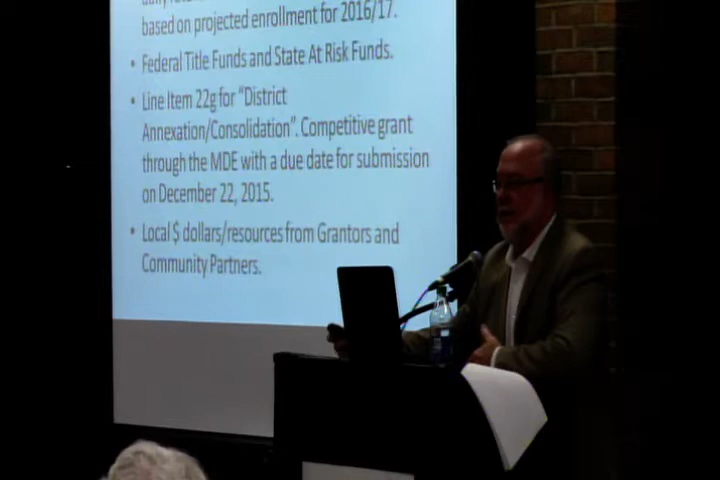 based on projected enrollment for 2016/17.
• Federal Title Funds and State At Risk Funds.
• Line Item 22g for “District
Annexation/Consolidation”. Competitive grant
through the MDE with a due date for submission
on December 22, 2015.
• Local $ dollars/resources from Grantors and
Community Partners.